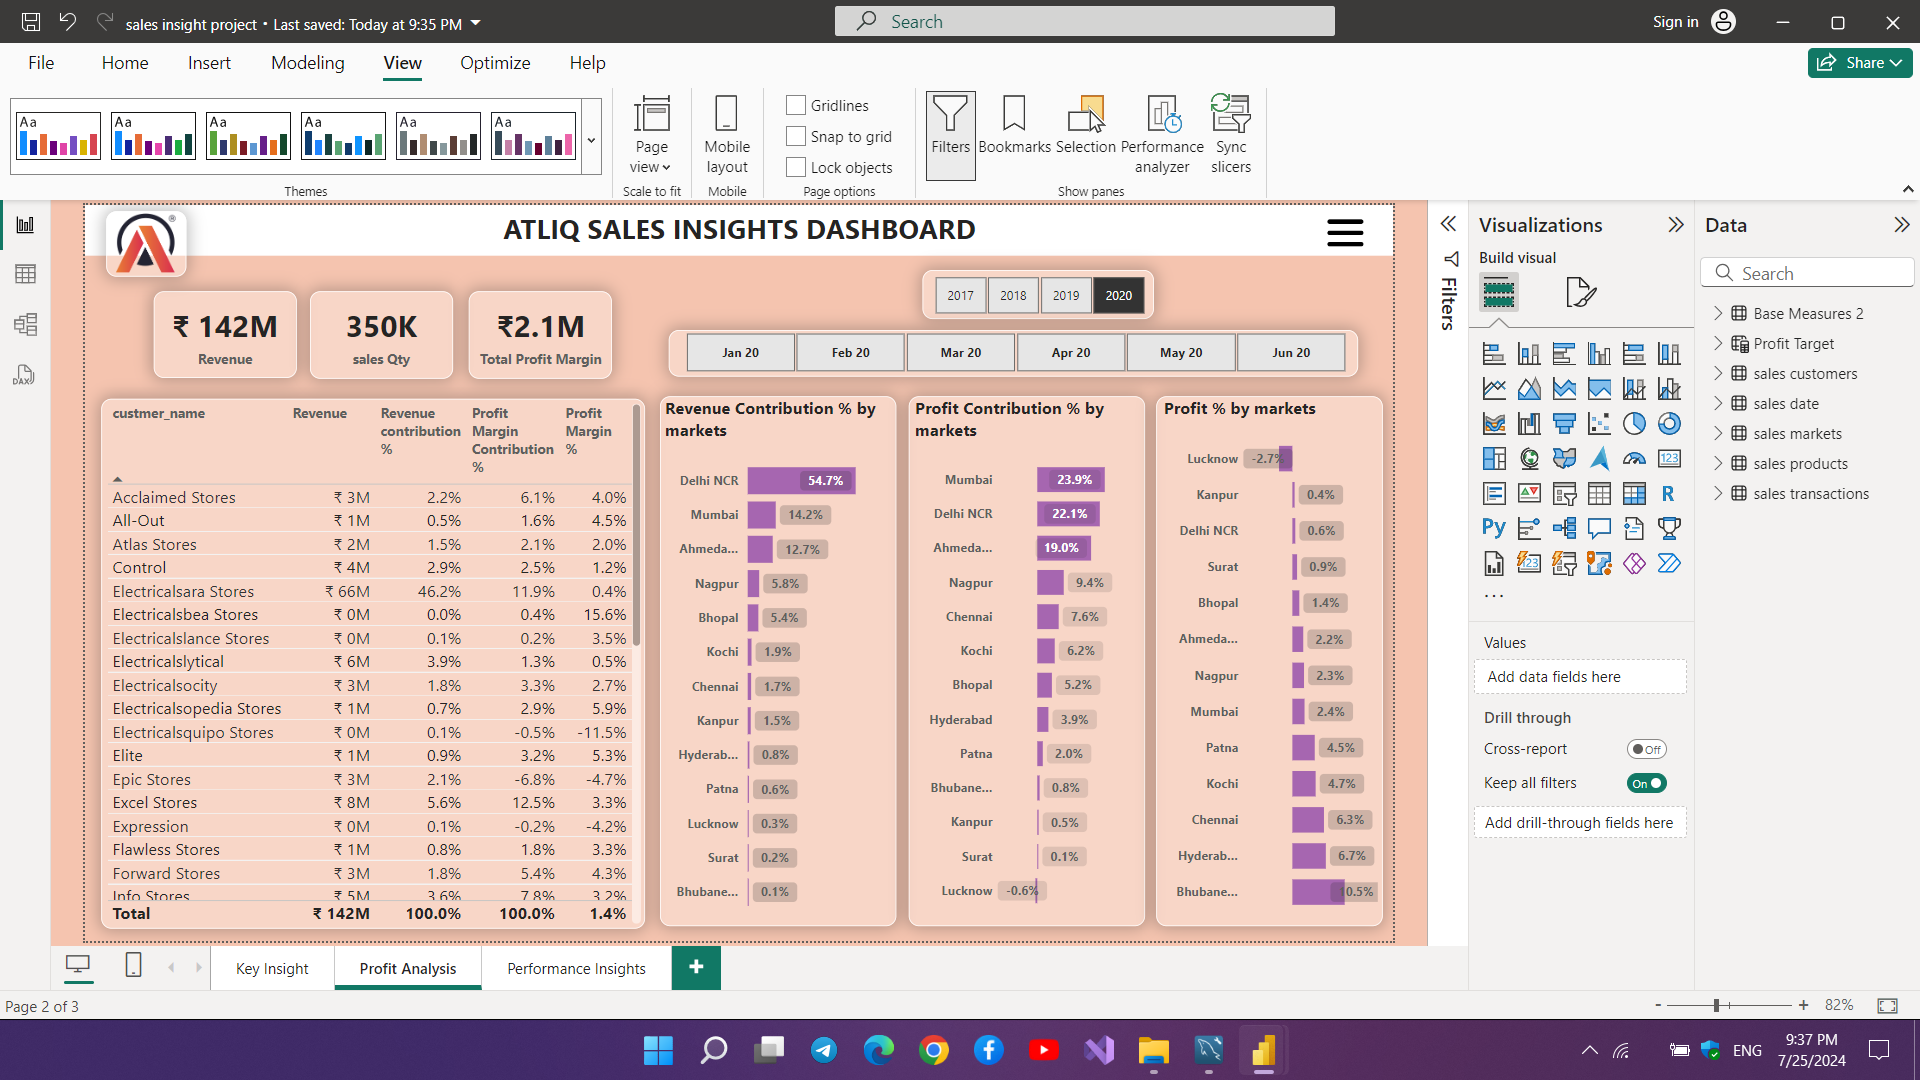 sales insight project • Last saved: Today at 9:35 PM
Search
Sign in
File
Home
Insert
Modeling
View
Optimize
Help
Share
Aa
Aa
Aa
Aa
Aa
Aa
Themes
Page view
Scale to fit
Mobile layout
Mobile
Gridlines
Snap to grid
Lock objects
Page options
Filters
Bookmarks
Selection
Performance analyzer
Sync slicers
Show panes
ATLIQ SALES INSIGHTS DASHBOARD
₹ 142M
Revenue
350K
sales Qty
₹2.1M
Total Profit Margin
2017 2018 2019 2020
Jan 20 Feb 20 Mar 20 Apr 20 May 20 Jun 20
custmer_name Revenue Revenue contribution % Profit Margin Contribution % Profit Margin %
Acclaimed Stores ₹ 3M 2.2% 6.1% 4.0%
All-Out ₹ 1M 0.5% 1.6% 4.5%
Atlas Stores ₹ 2M 1.5% 2.1% 2.0%
Control ₹ 4M 2.9% 2.5% 1.2%
Electricalsara Stores ₹ 66M 46.2% 11.9% 0.4%
Electricalsbea Stores ₹ 0M 0.0% 0.4% 15.6%
Electricalslance Stores ₹ 0M 0.1% 0.2% 3.5%
Electricalslytical ₹ 6M 3.9% 1.3% 0.5%
Electricalsocity ₹ 3M 1.8% 3.3% 2.7%
Electricalsopedia Stores ₹ 1M 0.7% 2.9% 5.9%
Electricalsquipo Stores ₹ 0M 0.1% -0.5% -11.5%
Elite ₹ 1M 0.9% 3.2% 5.3%
Epic Stores ₹ 3M 2.1% -6.8% -4.7%
Excel Stores ₹ 8M 5.6% 12.5% 3.3%
Expression ₹ 0M 0.1% -0.2% -4.2%
Flawless Stores ₹ 1M 0.8% 1.8% 3.3%
Forward Stores ₹ 3M 1.8% 5.4% 4.3%
Info Stores ₹ 5M 3.6% 7.8% 3.2%
Total ₹ 142M 100.0% 100.0% 1.4%
Revenue Contribution % by markets
Delhi NCR 54.7%
Mumbai 14.2%
Ahmeda... 12.7%
Nagpur 5.8%
Bhopal 5.4%
Kochi 1.9%
Chennai 1.7%
Kanpur 1.5%
Hyderab... 0.8%
Patna 0.6%
Lucknow 0.3%
Surat 0.2%
Bhubane... 0.1%
Profit Contribution % by markets
Mumbai 23.9%
Delhi NCR 22.1%
Ahmeda... 19.0%
Nagpur 9.4%
Chennai 7.6%
Kochi 6.2%
Bhopal 5.2%
Hyderabad 3.9%
Patna 2.0%
Bhubane... 0.8%
Kanpur 0.5%
Surat 0.1%
Lucknow -0.6%
Profit % by markets
Lucknow -2.7%
Kanpur 0.4%
Delhi NCR 0.6%
Surat 0.9%
Bhopal 1.4%
Ahmeda... 2.2%
Nagpur 2.3%
Mumbai 2.4%
Patna 4.5%
Kochi 4.7%
Chennai 6.3%
Hyderab... 6.7%
Bhubane... 10.5%
Filters
Visualizations
Build visual
123
R
Py
123
...
Values
Add data fields here
Drill through
Cross-report Off
Keep all filters On
Add drill-through fields here
Data
Search
Base Measures 2
Profit Target
sales customers
sales date
sales markets
sales products
sales transactions
DAX
Key Insight
Profit Analysis
Performance Insights
+
Page 2 of 3
- + 82%
ENG
9:37 PM
7/25/2024